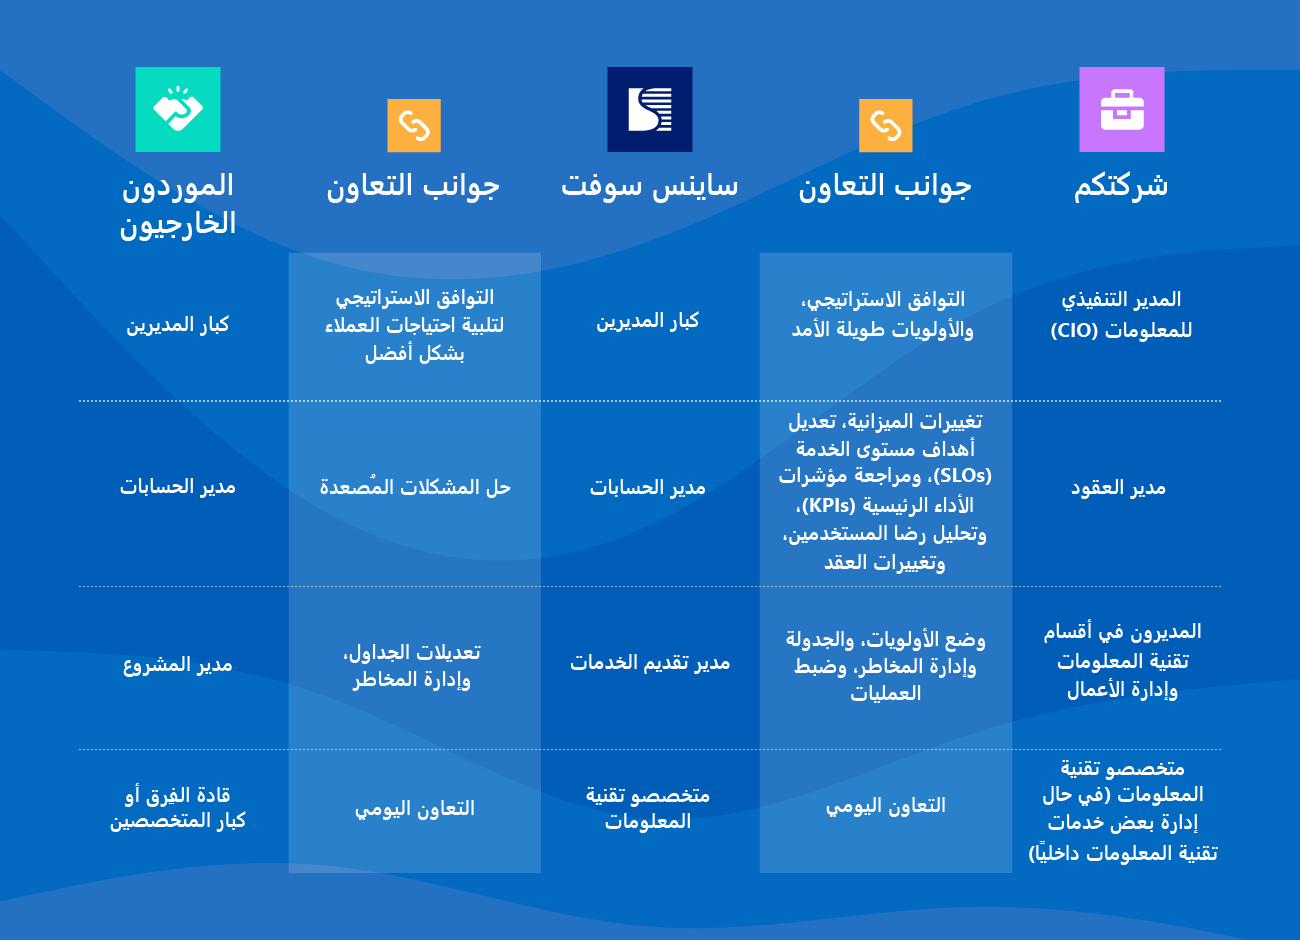 شركتكم
جوانب التعاون
ساينس سوفت
جوانب التعاون
الموردون
الخارجيون
المدير التنفيذي
للمعلومات (CIO)
التوافق الاستراتيجي،
والأولويات طويلة الأمد
كبار المديرين
التوافق الاستراتيجي
لتلبية احتياجات العملاء
بشكل أفضل
كبار المديرين
مدير العقود
تغييرات الميزانية، تعديل
أهداف مستوى الخدمة
(SLOs)، ومراجعة مؤشرات
الأداء الرئيسية (KPIs)،
وتحليل رضا المستخدمين،
وتغييرات العقد
مدير الحسابات
حل المشكلات المُصعدة
مدير الحسابات
المديرون في أقسام
تقنية المعلومات
وإدارة الأعمال
وضع الأولويات، والجدولة
وإدارة المخاطر، وضبط
العمليات
مدير تقديم الخدمات
تعديلات الجداول،
وإدارة المخاطر
مدير المشروع
متخصصو تقنية
المعلومات (في حال
إدارة بعض خدمات
تقنية المعلومات داخليًا)
التعاون اليومي
متخصصو تقنية
المعلومات
التعاون اليومي
قادة الفِرق أو
كبار المتخصصين